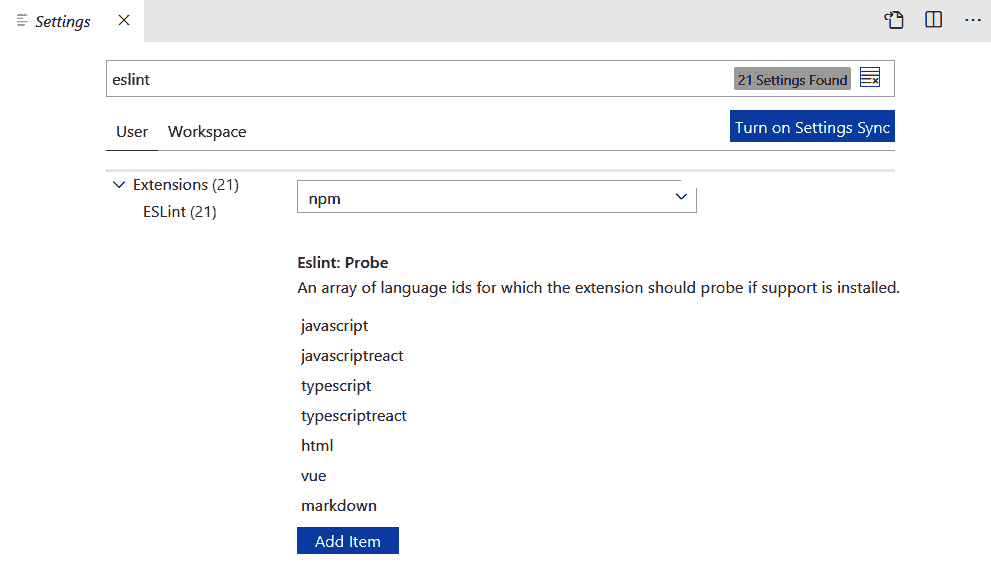 Settings
eslint
21 Settings Found
User Workspace
Turn on Settings Sync
Extensions (21)
ESLint (21)
npm
Eslint: Probe
An array of language ids for which the extension should probe if support is installed.
javascript
javascriptreact
typescript
typescriptreact
html
vue
markdown
Add Item